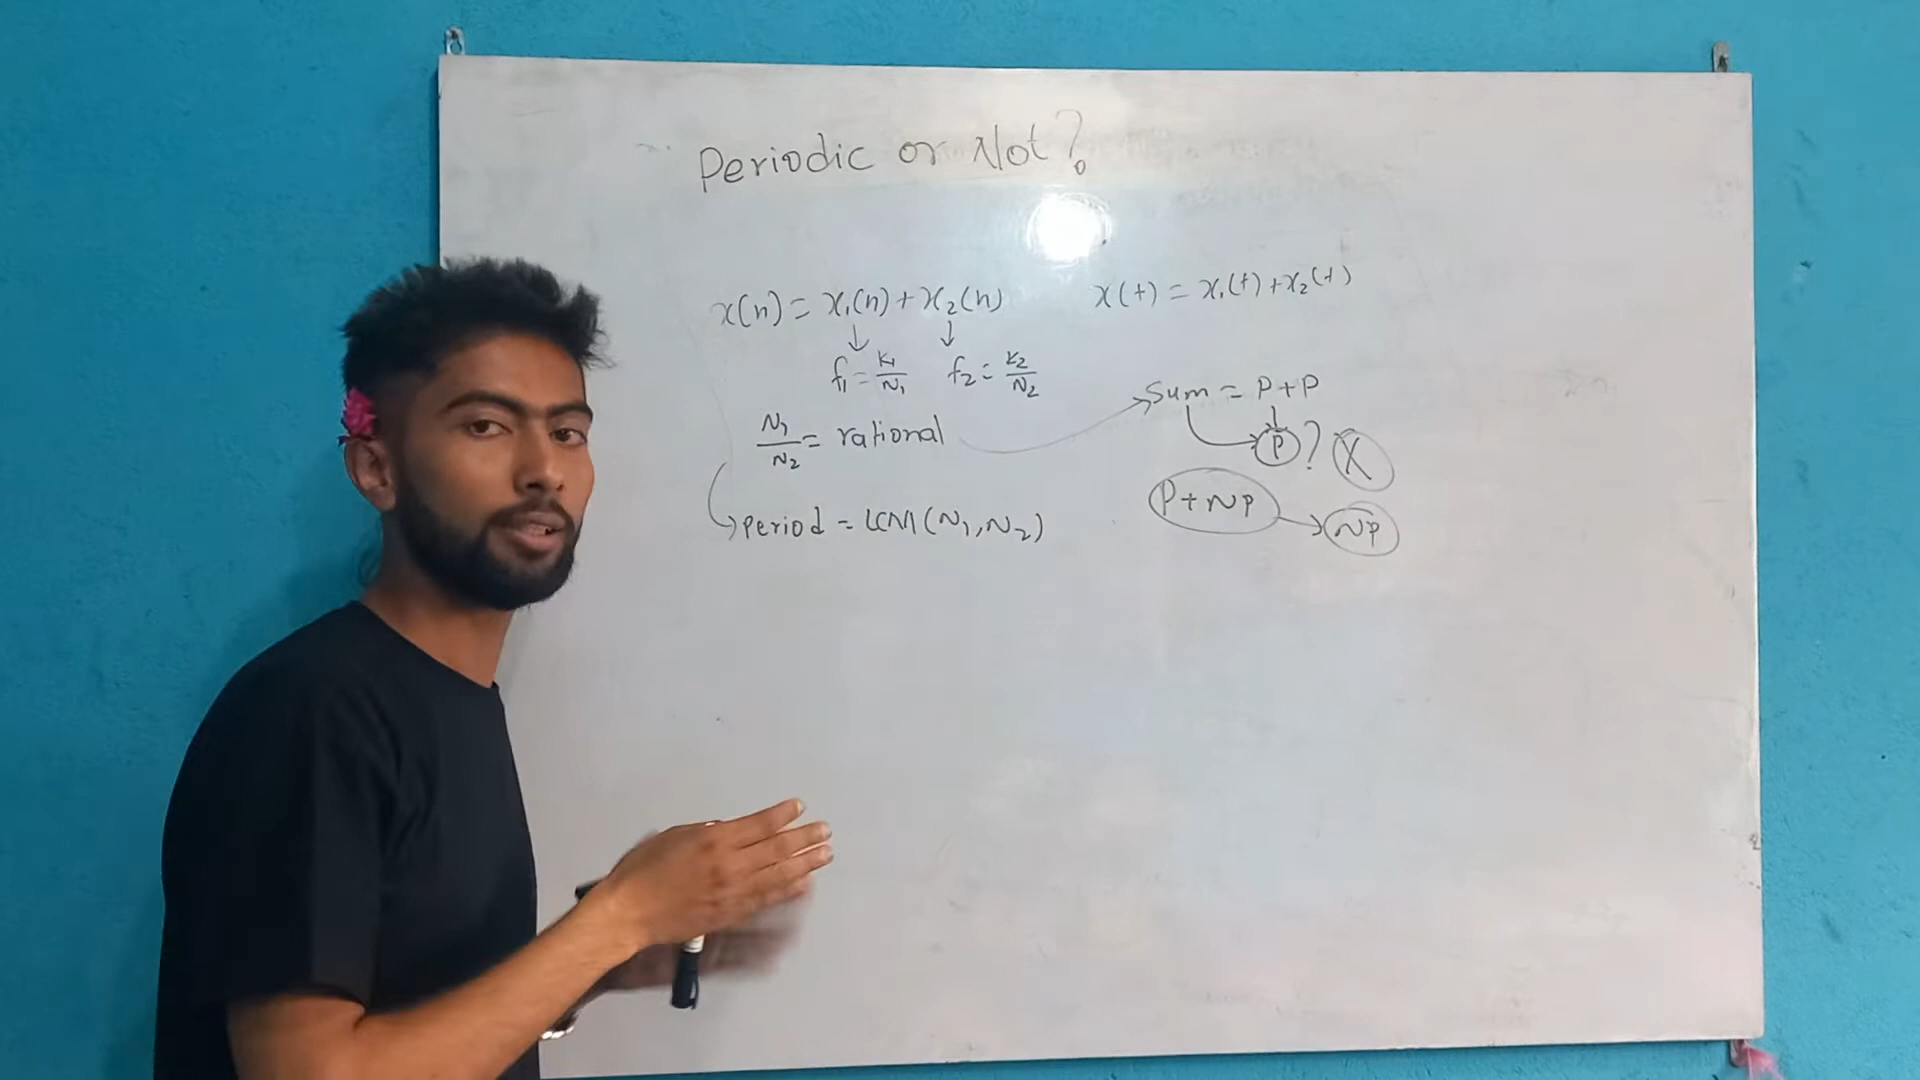 Periodic or Not?
x(n) = x₁(n) + x₂(n)
x(t) = x₁(t) + x₂(t)
f₁ = K₁/N₁
f₂ = K₂/N₂
N₁/N₂ = rational
Period = LCM(N₁, N₂)
Sum = P + P
P ? X
P + NP
NP